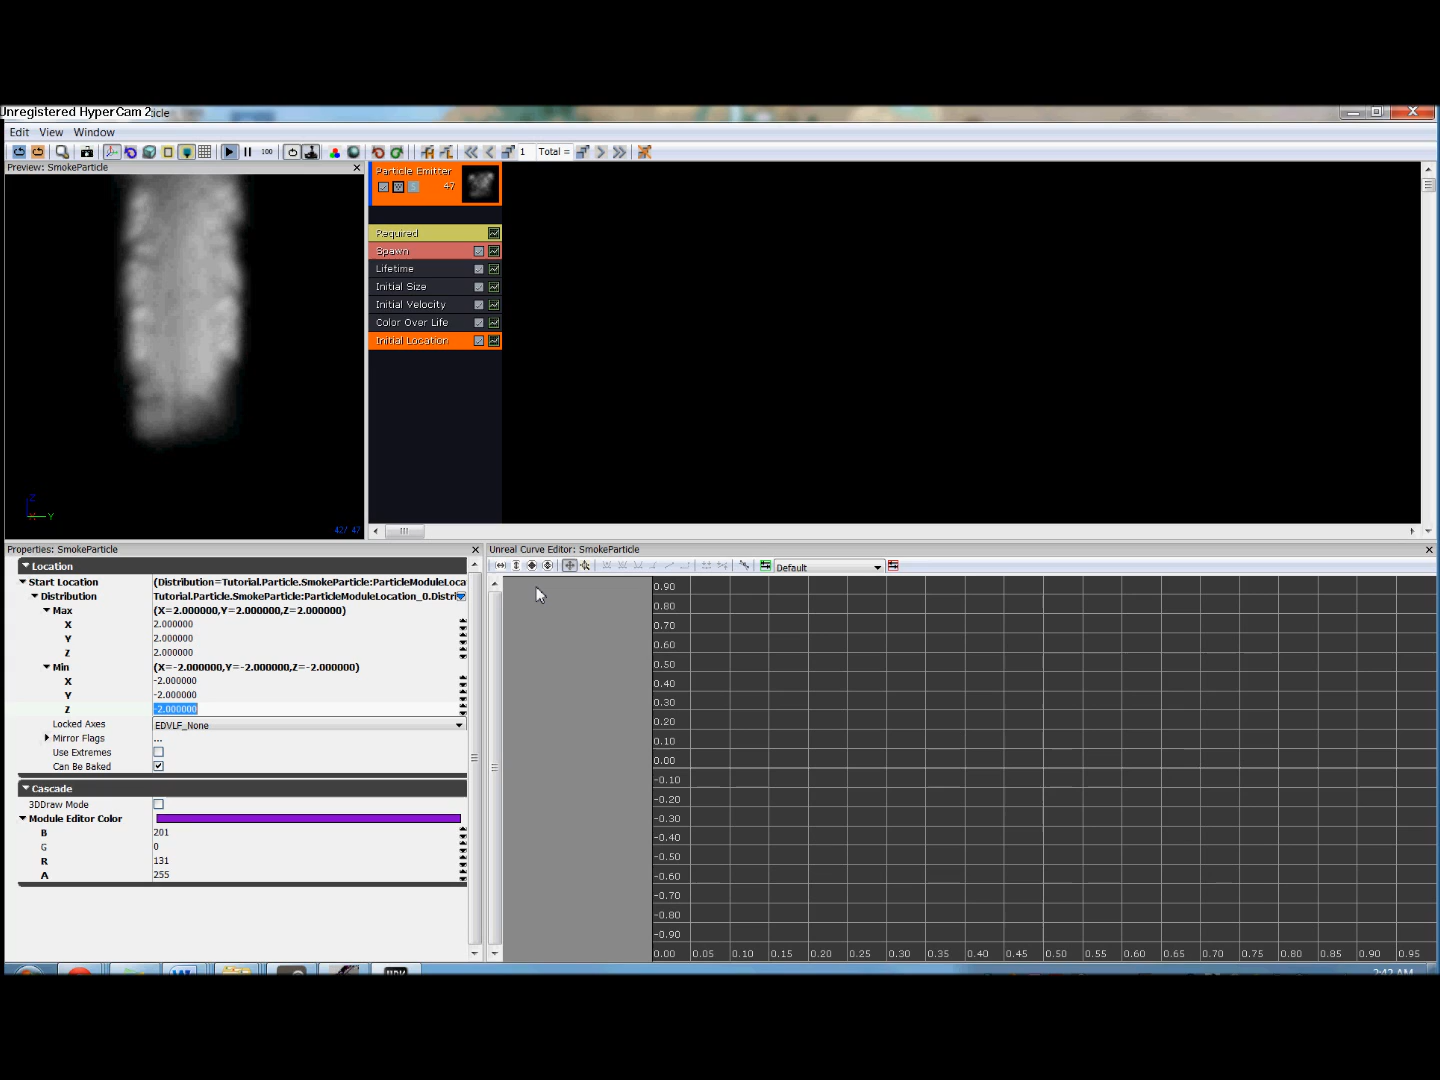 Unregistered HyperCam 2
icle
Edit View Window
100
1 Total =
Preview: SmokeParticle
Z
X Y
42/ 47
Particle Emitter
47
Required
Spawn
Lifetime
Initial Size
Initial Velocity
Color Over Life
Initial Location
Properties: SmokeParticle
Location
Start Location (Distribution=Tutorial.Particle.SmokeParticle:ParticleModuleLoca
Distribution Tutorial.Particle.SmokeParticle:ParticleModuleLocation_0.Distri
Max (X=2.000000,Y=2.000000,Z=2.000000)
X 2.000000
Y 2.000000
Z 2.000000
Min (X=-2.000000,Y=-2.000000,Z=-2.000000)
X -2.000000
Y -2.000000
Z -2.000000
Locked Axes EDVLF_None
Mirror Flags ...
Use Extremes
Can Be Baked
Cascade
3DDraw Mode
Module Editor Color
B 201
G 0
R 131
A 255
Unreal Curve Editor: SmokeParticle
Default
0.90
0.80
0.70
0.60
0.50
0.40
0.30
0.20
0.10
0.00
-0.10
-0.20
-0.30
-0.40
-0.50
-0.60
-0.70
-0.80
-0.90
0.00 0.05 0.10 0.15 0.20 0.25 0.30 0.35 0.40 0.45 0.50 0.55 0.60 0.65 0.70 0.75 0.80 0.85 0.90 0.95
2:42 AM